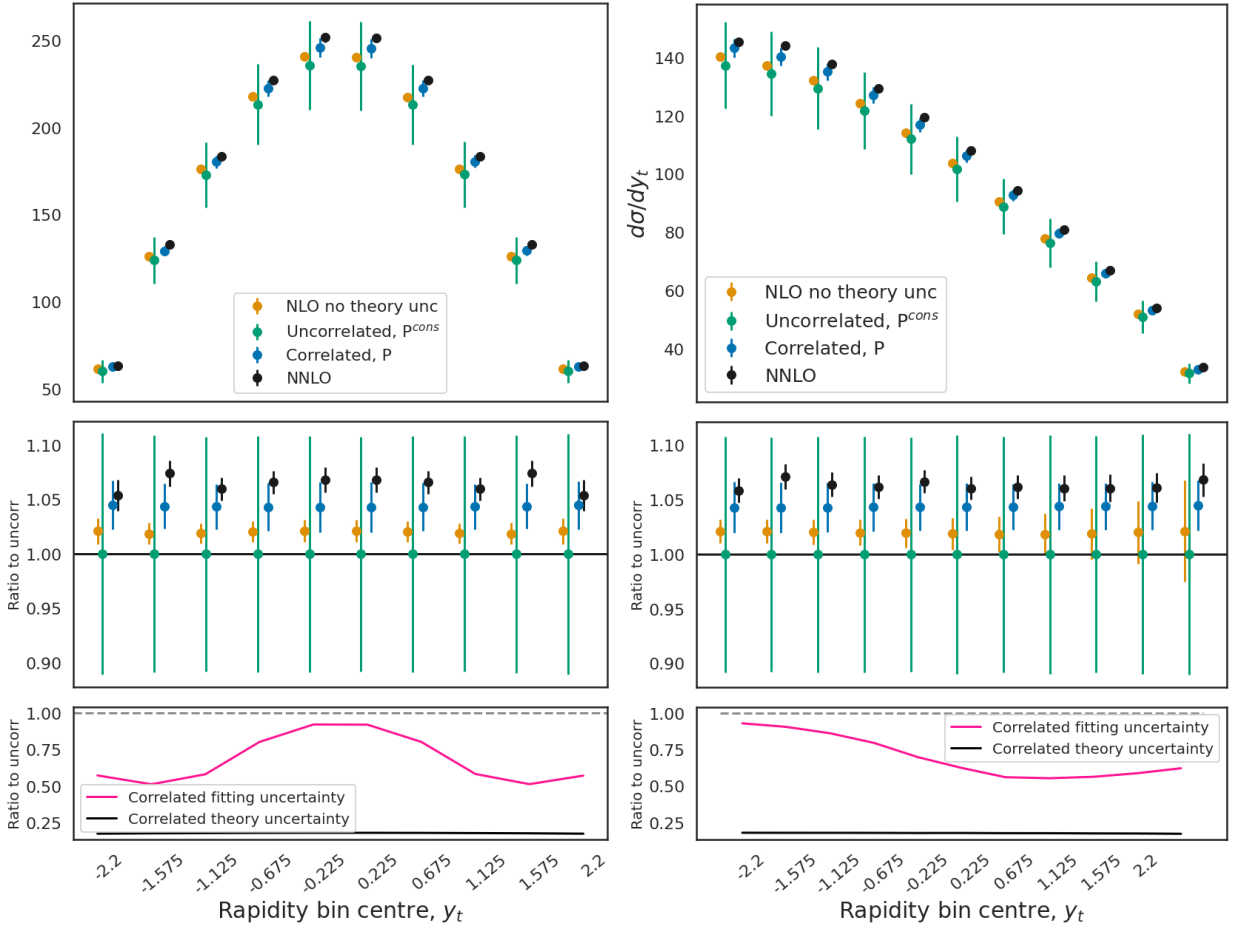 250
200
150
100
50
NLO no theory unc
Uncorrelated, P^cons
Correlated, P
NNLO
140
120
100
80
60
40
dσ/dy_t
NLO no theory unc
Uncorrelated, P^cons
Correlated, P
NNLO
1.10
1.05
1.00
0.95
0.90
Ratio to uncorr
1.10
1.05
1.00
0.95
0.90
Ratio to uncorr
1.00
0.75
0.50
0.25
Ratio to uncorr
Correlated fitting uncertainty
Correlated theory uncertainty
-2.2 -1.575 -1.125 -0.675 -0.225 0.225 0.675 1.125 1.575 2.2
Rapidity bin centre, y_t
1.00
0.75
0.50
0.25
Ratio to uncorr
Correlated fitting uncertainty
Correlated theory uncertainty
-2.2 -1.575 -1.125 -0.675 -0.225 0.225 0.675 1.125 1.575 2.2
Rapidity bin centre, y_t